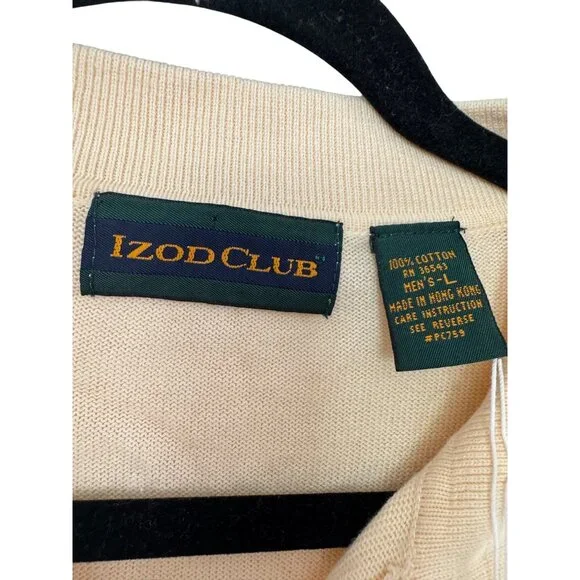 IZOD CLUB
100% COTTON
RN 36543
MEN'S-L
MADE IN HONG KONG
CARE INSTRUCTION
SEE REVERSE
#PC759